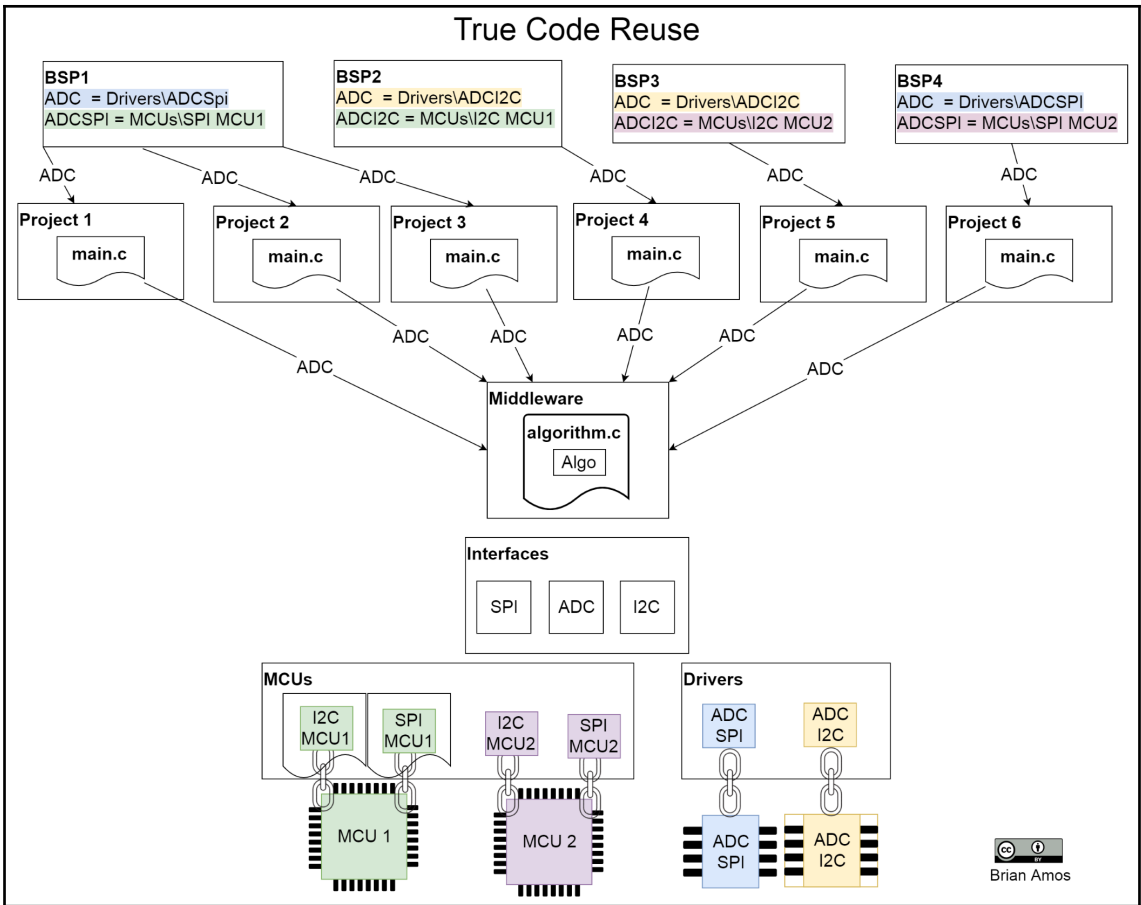 True Code Reuse
BSP1
ADC = Drivers\ADCSpi
ADCSPI = MCUs\SPI MCU1
BSP2
ADC = Drivers\ADCI2C
ADCI2C = MCUs\I2C MCU1
BSP3
ADC = Drivers\ADCI2C
ADCI2C = MCUs\I2C MCU2
BSP4
ADC = Drivers\ADCSPI
ADCSPI = MCUs\SPI MCU2
ADC
ADC
ADC
ADC
ADC
ADC
Project 1
main.c
Project 2
main.c
Project 3
main.c
Project 4
main.c
Project 5
main.c
Project 6
main.c
ADC
ADC
ADC
ADC
ADC
ADC
Middleware
algorithm.c
Algo
Interfaces
SPI
ADC
I2C
MCUs
I2C
MCU1
SPI
MCU1
I2C
MCU2
SPI
MCU2
MCU 1
MCU 2
Drivers
ADC
SPI
ADC
I2C
ADC
SPI
ADC
I2C
cc
BY
Brian Amos